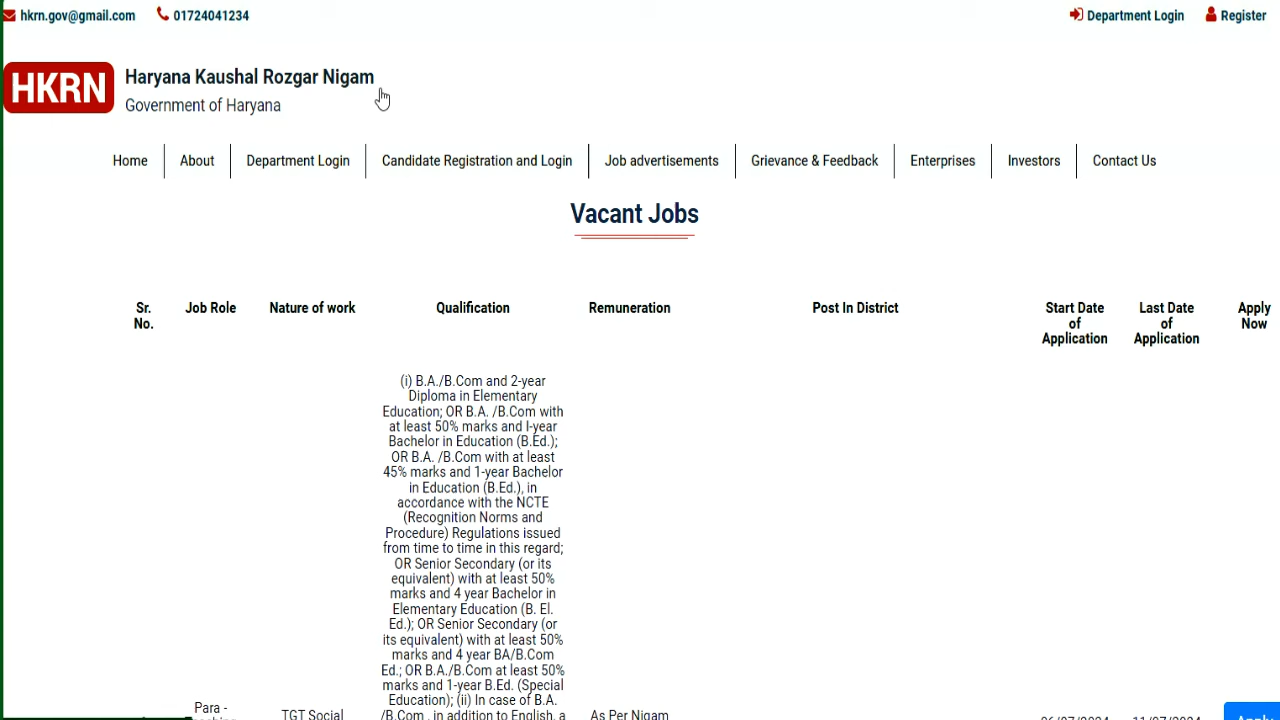 hkrn.gov@gmail.com 01724041234 Department Login Register
HKRN
Haryana Kaushal Rozgar Nigam
Government of Haryana
Home About Department Login Candidate Registration and Login Job advertisements Grievance & Feedback Enterprises Investors Contact Us
Vacant Jobs
Sr. No. Job Role Nature of work Qualification Remuneration Post In District Start Date of Application Last Date of Application Apply Now
(i) B.A./B.Com and 2-year
Diploma in Elementary
Education; OR B.A. /B.Com with
at least 50% marks and I-year
Bachelor in Education (B.Ed.);
OR B.A. /B.Com with at least
45% marks and 1-year Bachelor
in Education (B.Ed.), in
accordance with the NCTE
(Recognition Norms and
Procedure) Regulations issued
from time to time in this regard;
OR Senior Secondary (or its
equivalent) with at least 50%
marks and 4 year Bachelor in
Elementary Education (B. El.
Ed.); OR Senior Secondary (or
its equivalent) with at least 50%
marks and 4 year BA/B.Com
Ed.; OR B.A./B.Com at least 50%
marks and 1-year B.Ed. (Special
Education); (ii) In case of B.A.
/B.Com , in addition to English, a
Para -
TGT Social
As Per Nigam